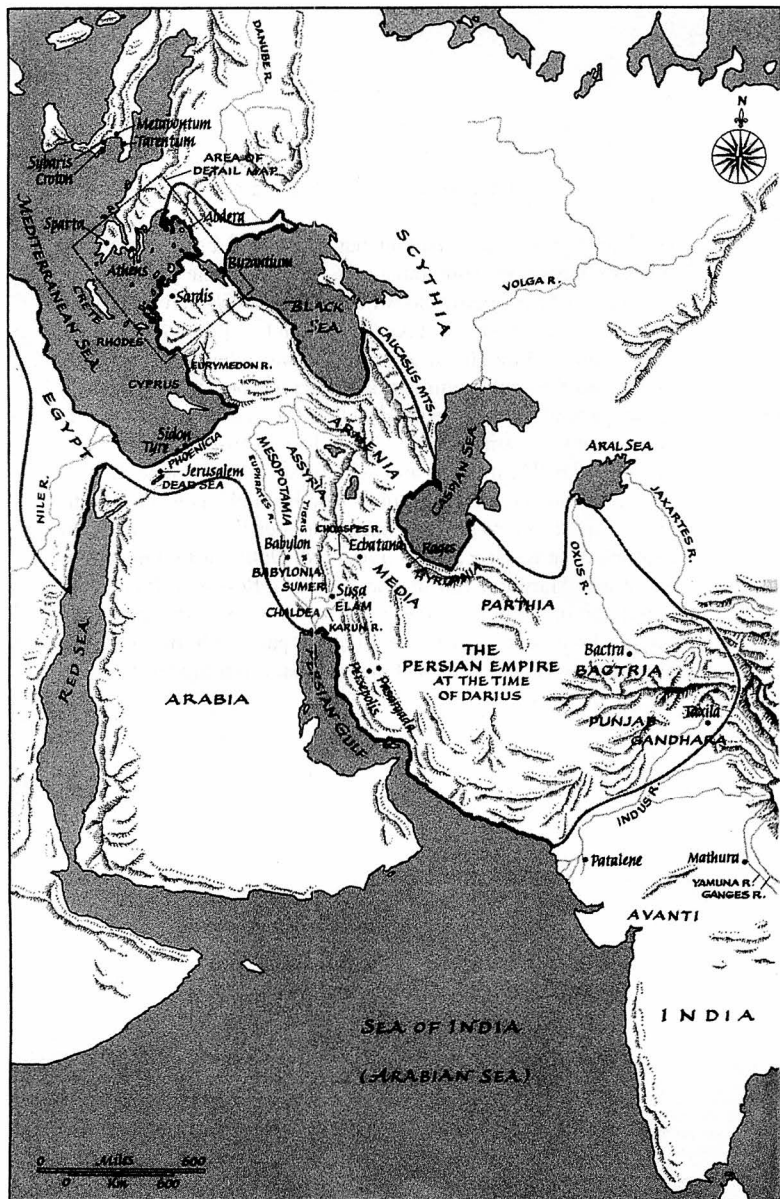 DANUBE R.
Metapontum
Tarentum
Sybaris
Croton
AREA OF
DETAIL MAP
N
Sparta
Abdera
SCYTHIA
MEDITERRANEAN SEA
Athens
Byzantium
VOLGA R.
CRETE
Sardis
BLACK
SEA
RHODES
EURYMEDON R.
CAUCASUS MTS.
CYPRUS
EGYPT
ARMENIA
Sidon
Tyre
PHOENICIA
CASPIAN SEA
ARAL SEA
Jerusalem
DEAD SEA
MESOPOTAMIA
ASSYRIA
EUPHRATES R.
TIGRIS R.
NILE R.
JAXARTES R.
CHOASPES R.
Babylon
Ecbatana
Rages
OXUS R.
BABYLONIA
HYRCANIA
SUMER
MEDIA
PARTHIA
Susa
ELAM
CHALDEA
KARUN R.
THE
PERSIAN EMPIRE
AT THE TIME
OF DARIUS
Bactra
BACTRIA
RED SEA
ARABIA
PERSIAN GULF
Persepolis
PUNJAB
Taxila
GANDHARA
INDUS R.
Patalene
Mathura
YAMUNA R.
GANGES R.
AVANTI
INDIA
SEA OF INDIA
(ARABIAN SEA)
0 Miles 600
0 Km 600